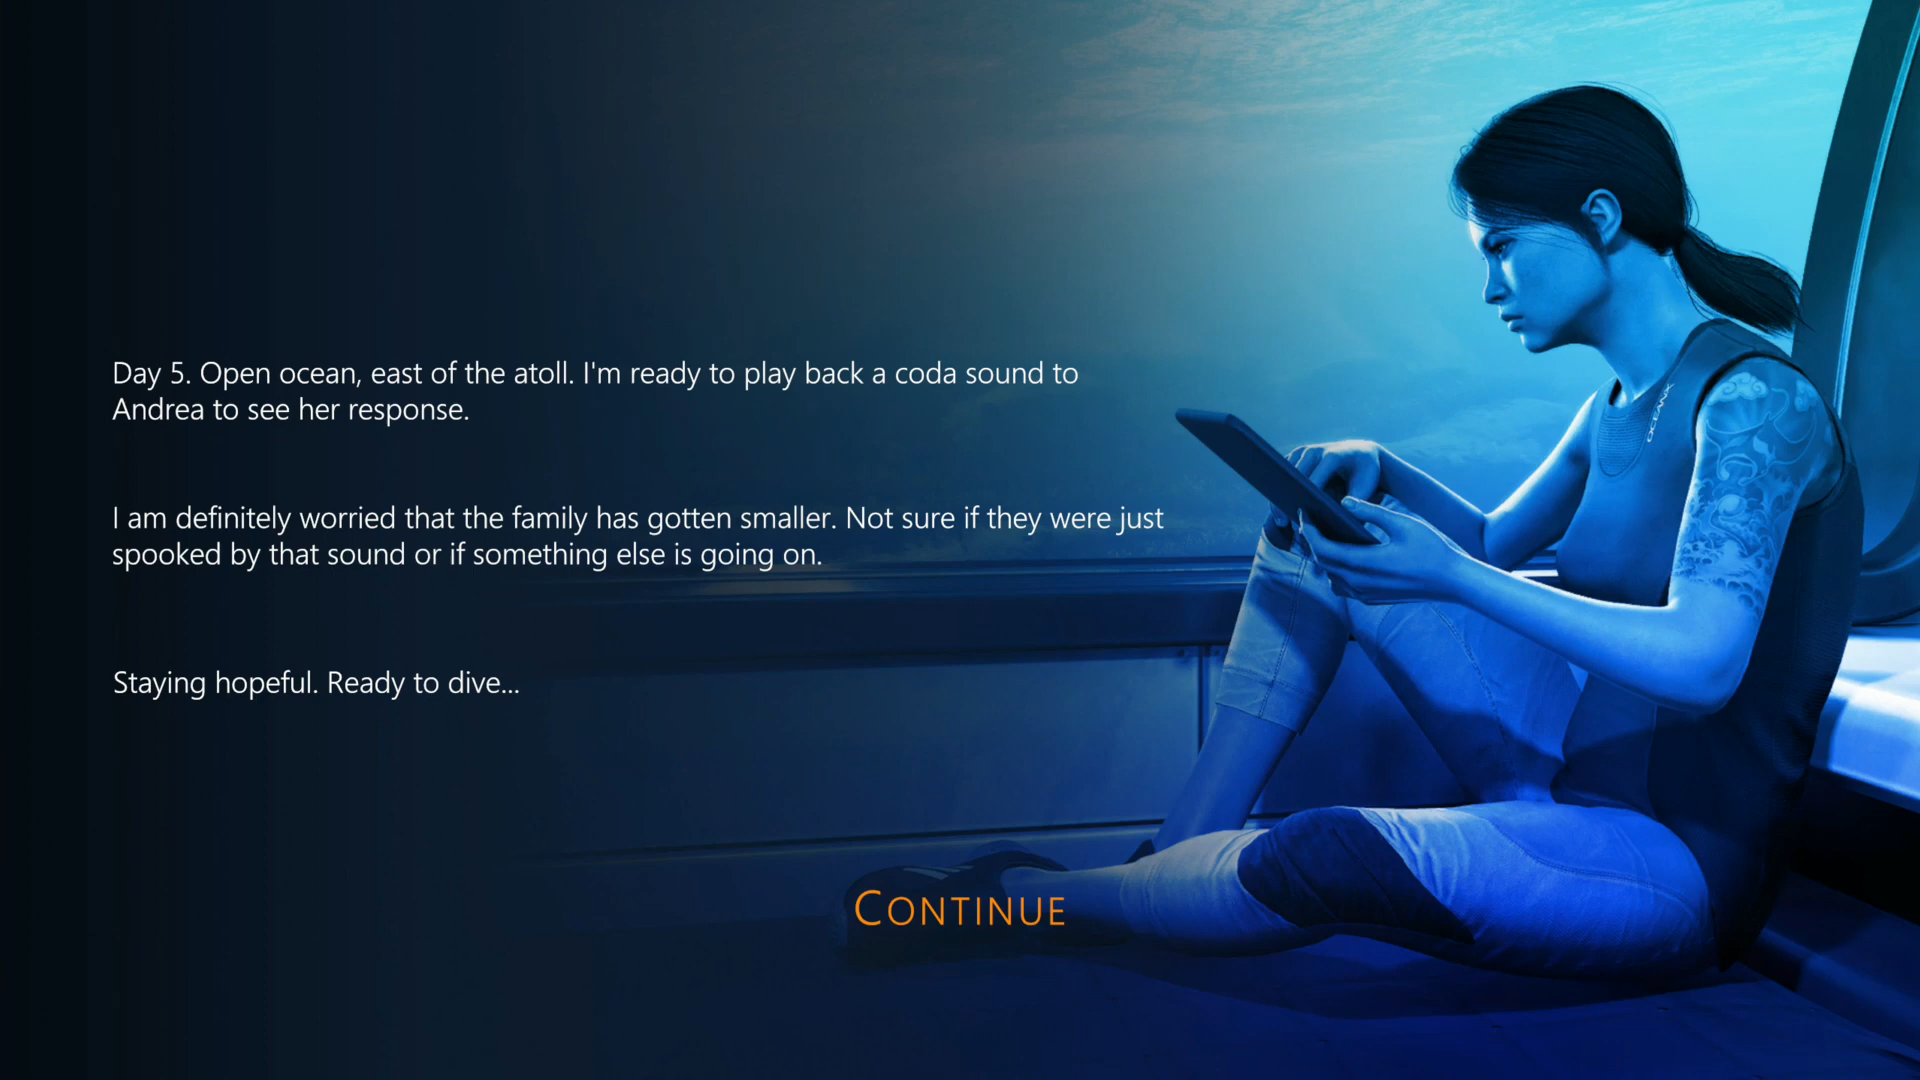 Day 5. Open ocean, east of the atoll. I'm ready to play back a coda sound to
Andrea to see her response.
I am definitely worried that the family has gotten smaller. Not sure if they were just
spooked by that sound or if something else is going on.
Staying hopeful. Ready to dive...
OCEANX
CONTINUE